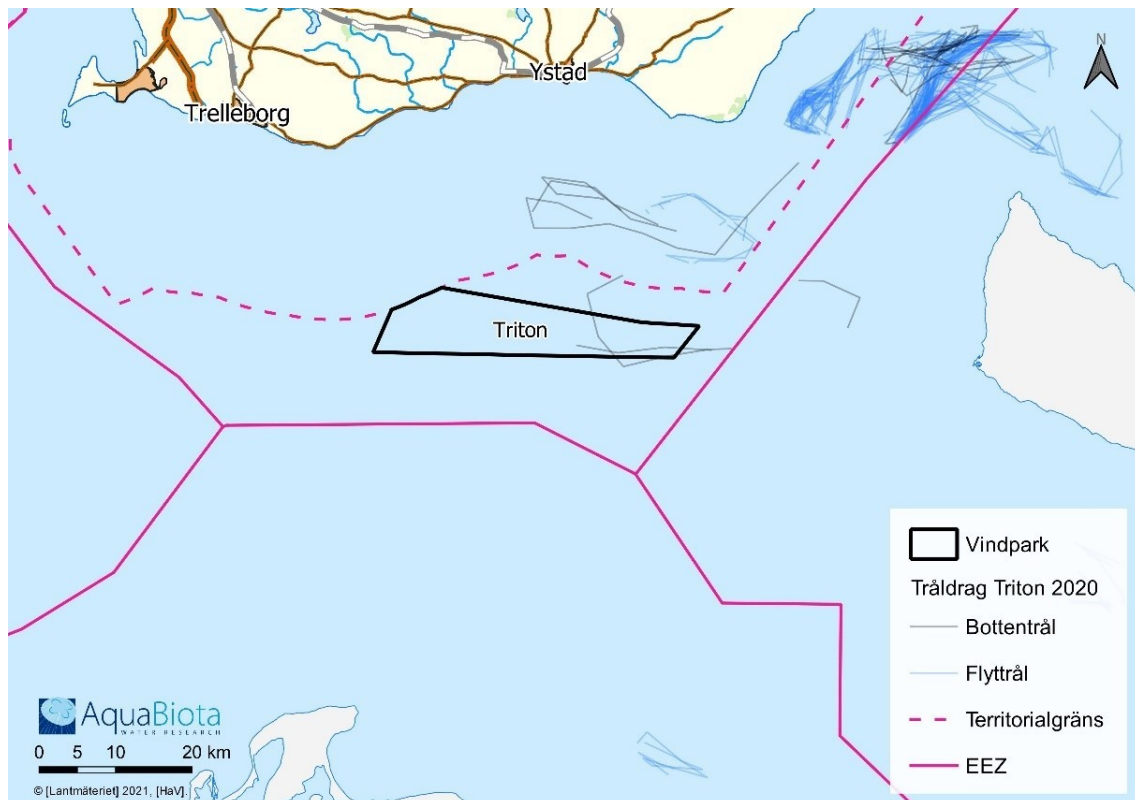 Ystad
N
Trelleborg
Triton
Vindpark
Tråldrag Triton 2020
Bottentrål
Flyttrål
Territorialgräns
EEZ
AquaBiota
WATER RESEARCH
0 5 10 20 km
© [Lantmäteriet] 2021, [HaV].